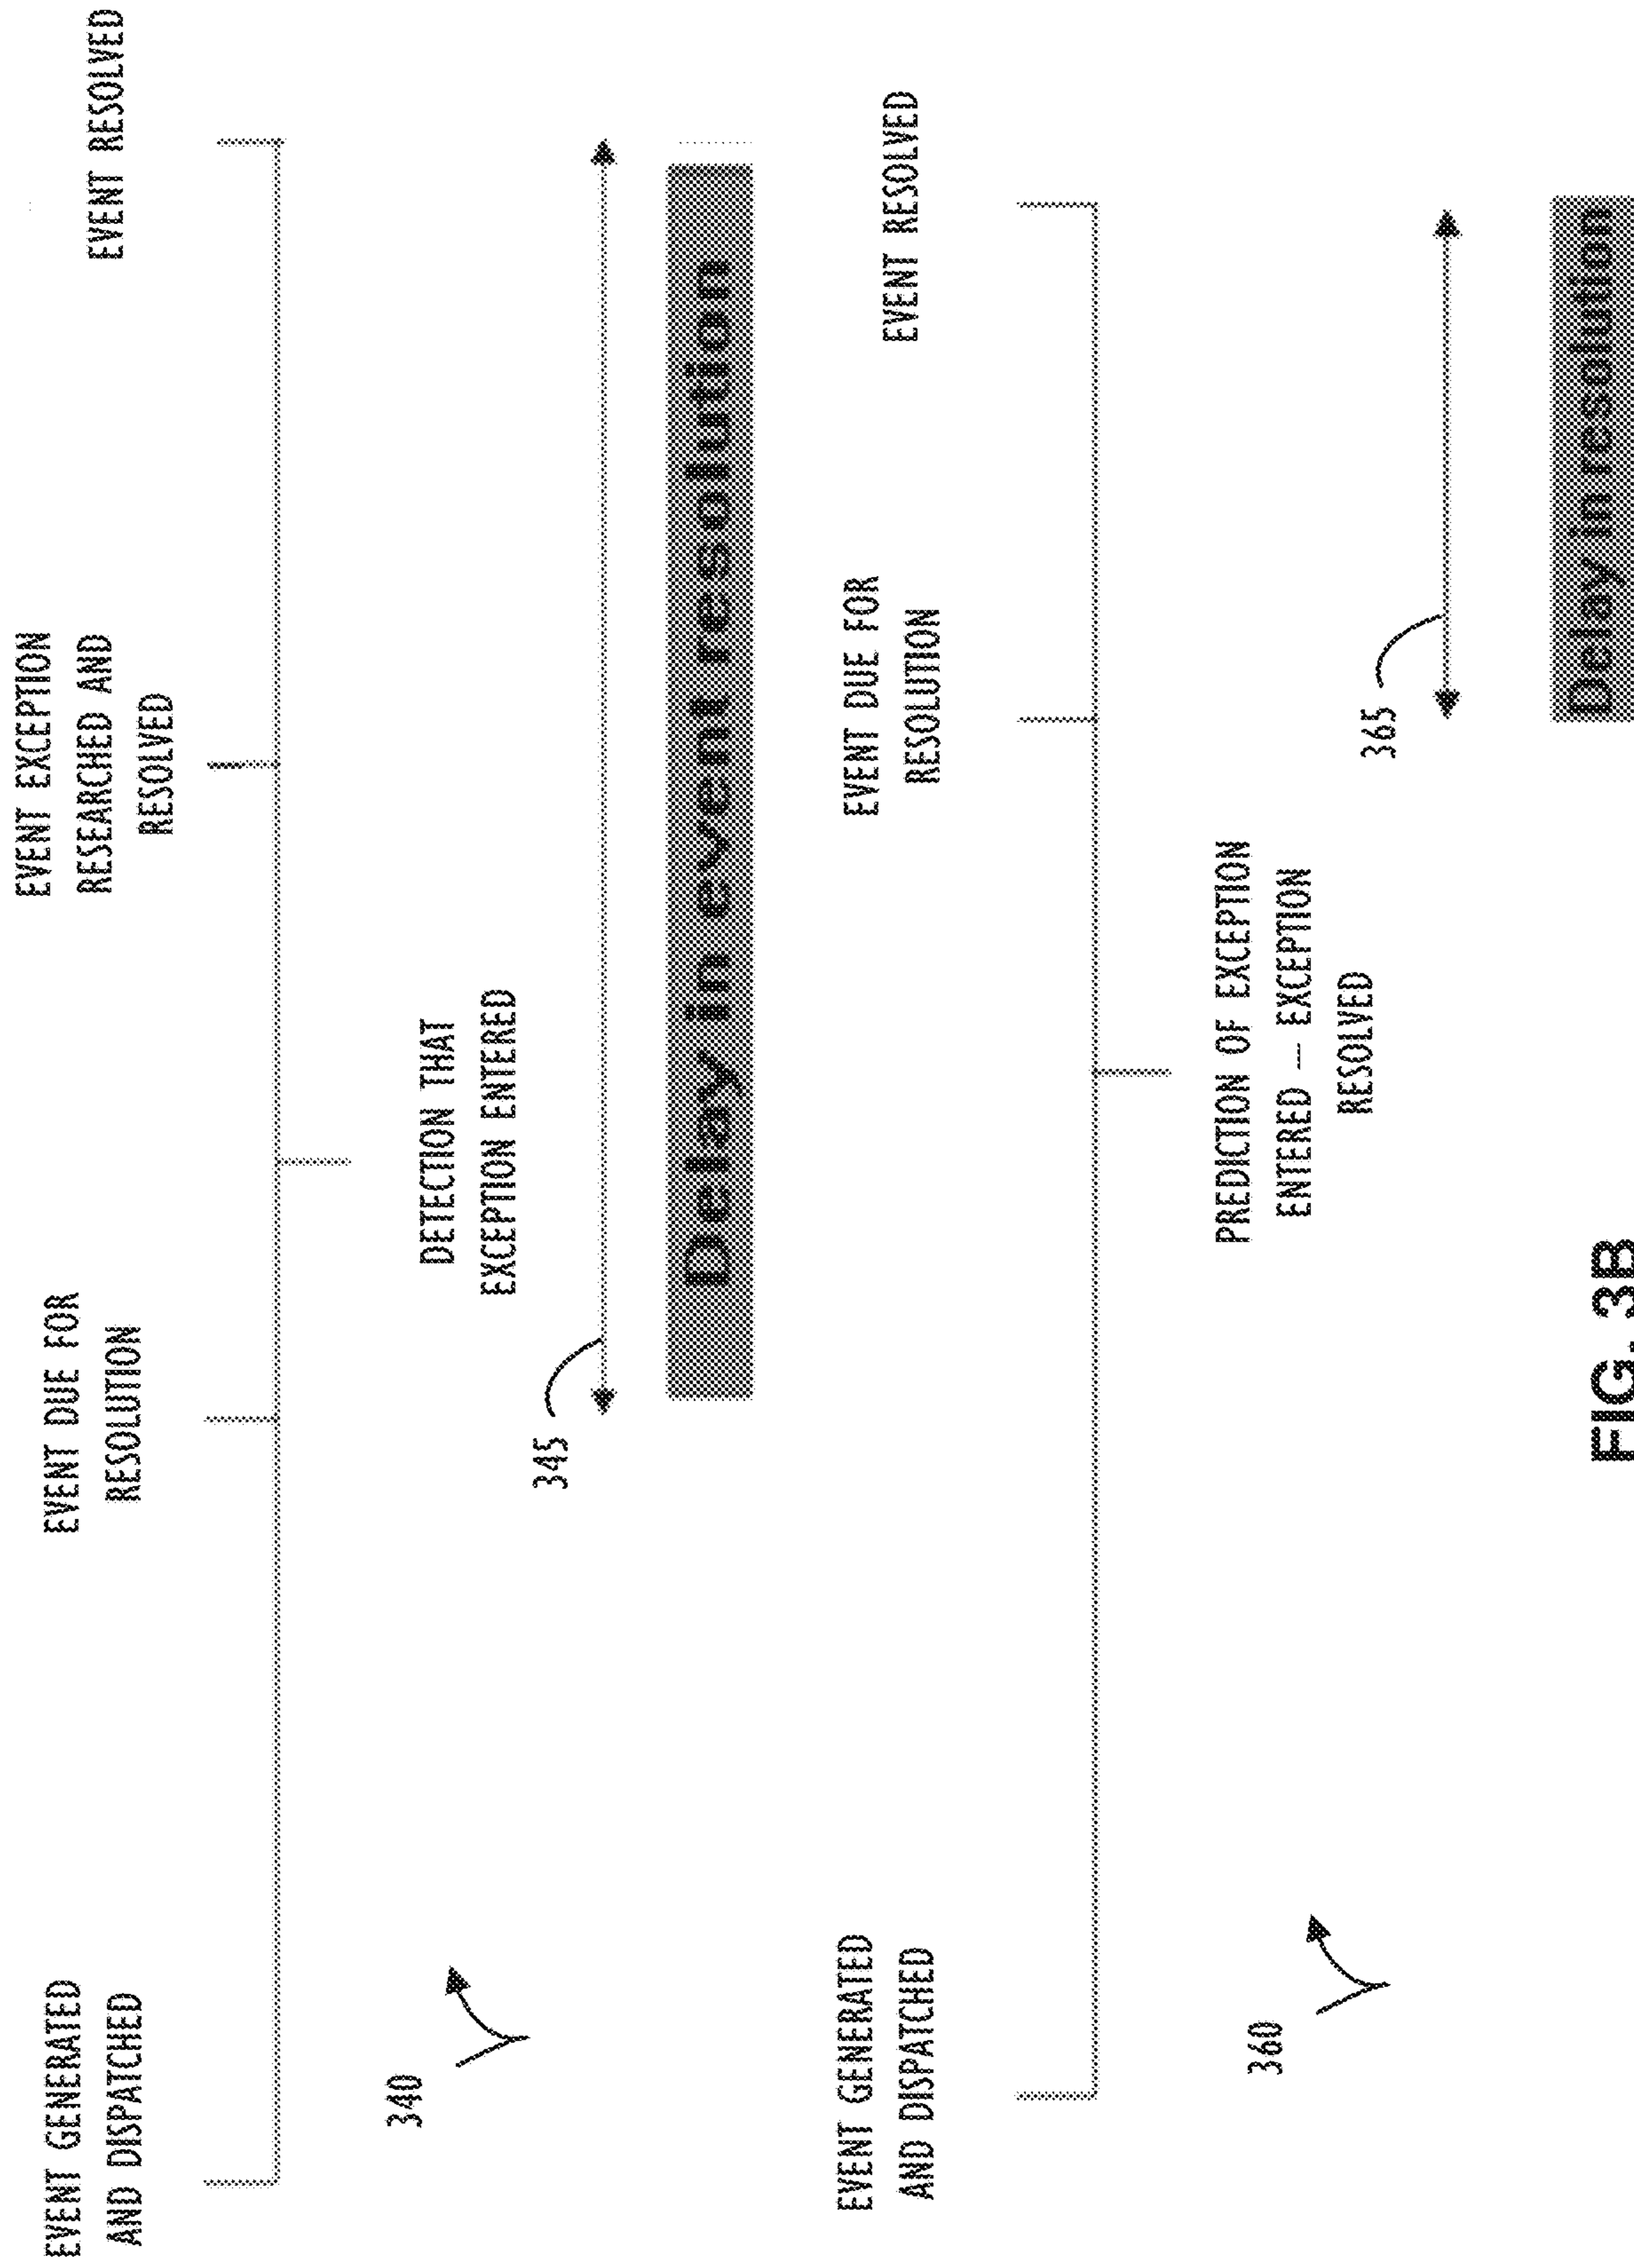 EVENT GENERATED
AND DISPATCHED
EVENT DUE FOR
RESOLUTION
EVENT EXCEPTION
RESEARCHED AND
RESOLVED
EVENT RESOLVED
340
DETECTION THAT
EXCEPTION ENTERED
345
Delay in event resolution
EVENT GENERATED
AND DISPATCHED
EVENT DUE FOR
RESOLUTION
EVENT RESOLVED
360
PREDICTION OF EXCEPTION
ENTERED -- EXCEPTION
RESOLVED
365
Delay in resolution
FIG. 3B